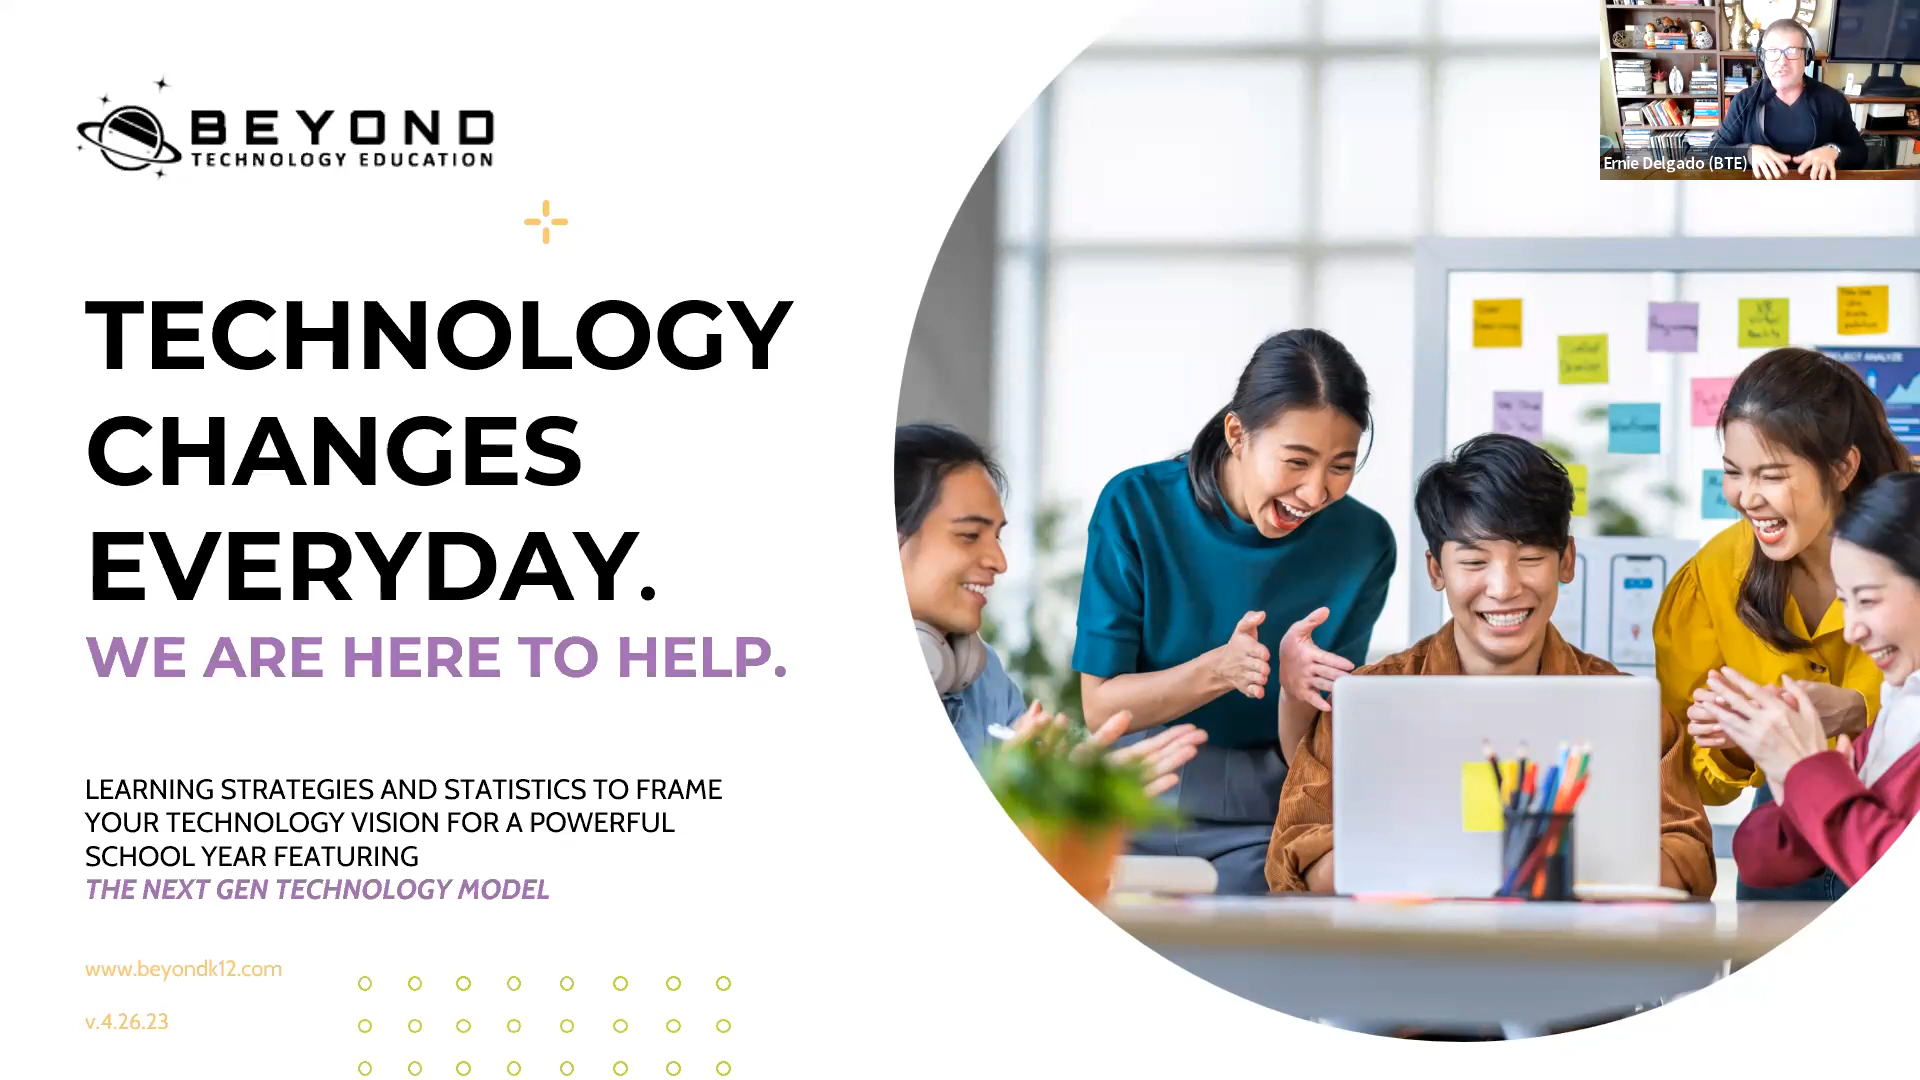 BEYOND
TECHNOLOGY EDUCATION
Ernie Delgado (BTE)
TECHNOLOGY
CHANGES
EVERYDAY.
WE ARE HERE TO HELP.
LEARNING STRATEGIES AND STATISTICS TO FRAME
YOUR TECHNOLOGY VISION FOR A POWERFUL
SCHOOL YEAR FEATURING
THE NEXT GEN TECHNOLOGY MODEL
www.beyondk12.com
v.4.26.23